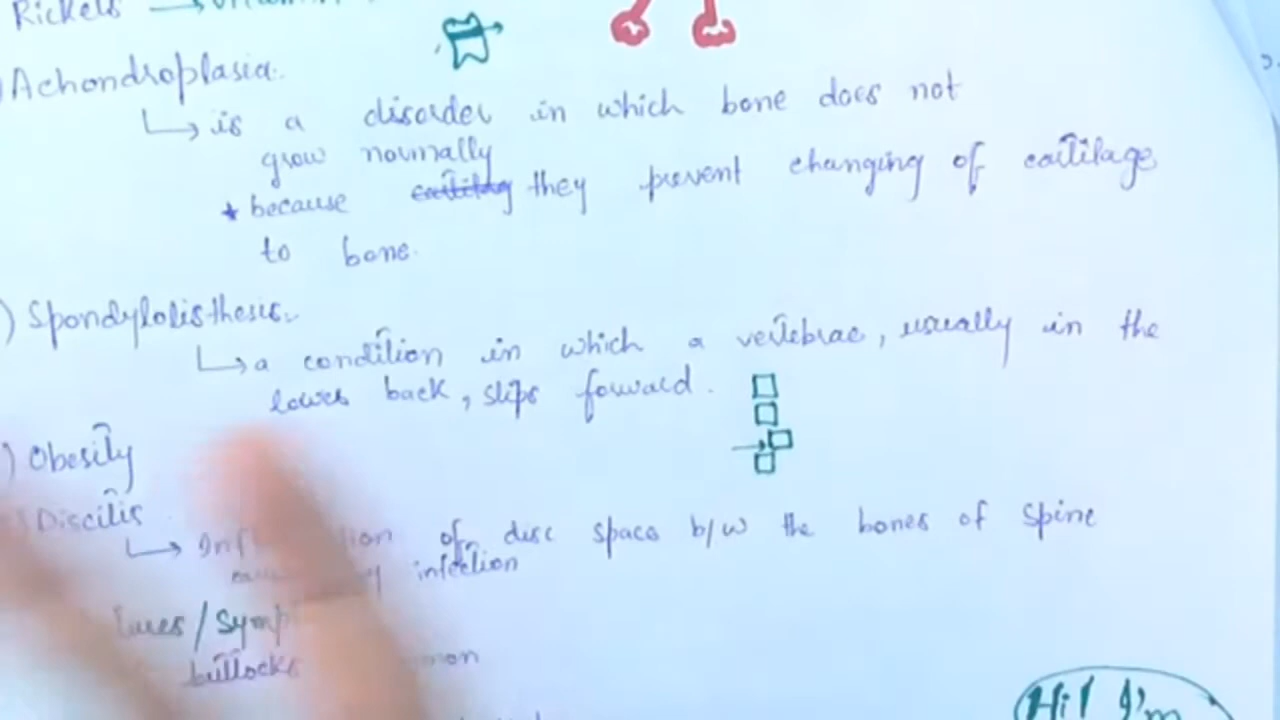 Rickets →
Achondroplasia.
↳ is a disorder in which bone does not
grow normally
* because they prevent changing of cartilage
to bone.
) Spondylolisthesis.
↳ a condition in which a vertebrae, usually in the
lower back, slips forward.
) Obesity
Discitis
↳ of disc space b/w the bones of spine
infection
/
buttocks
Hi! I'm